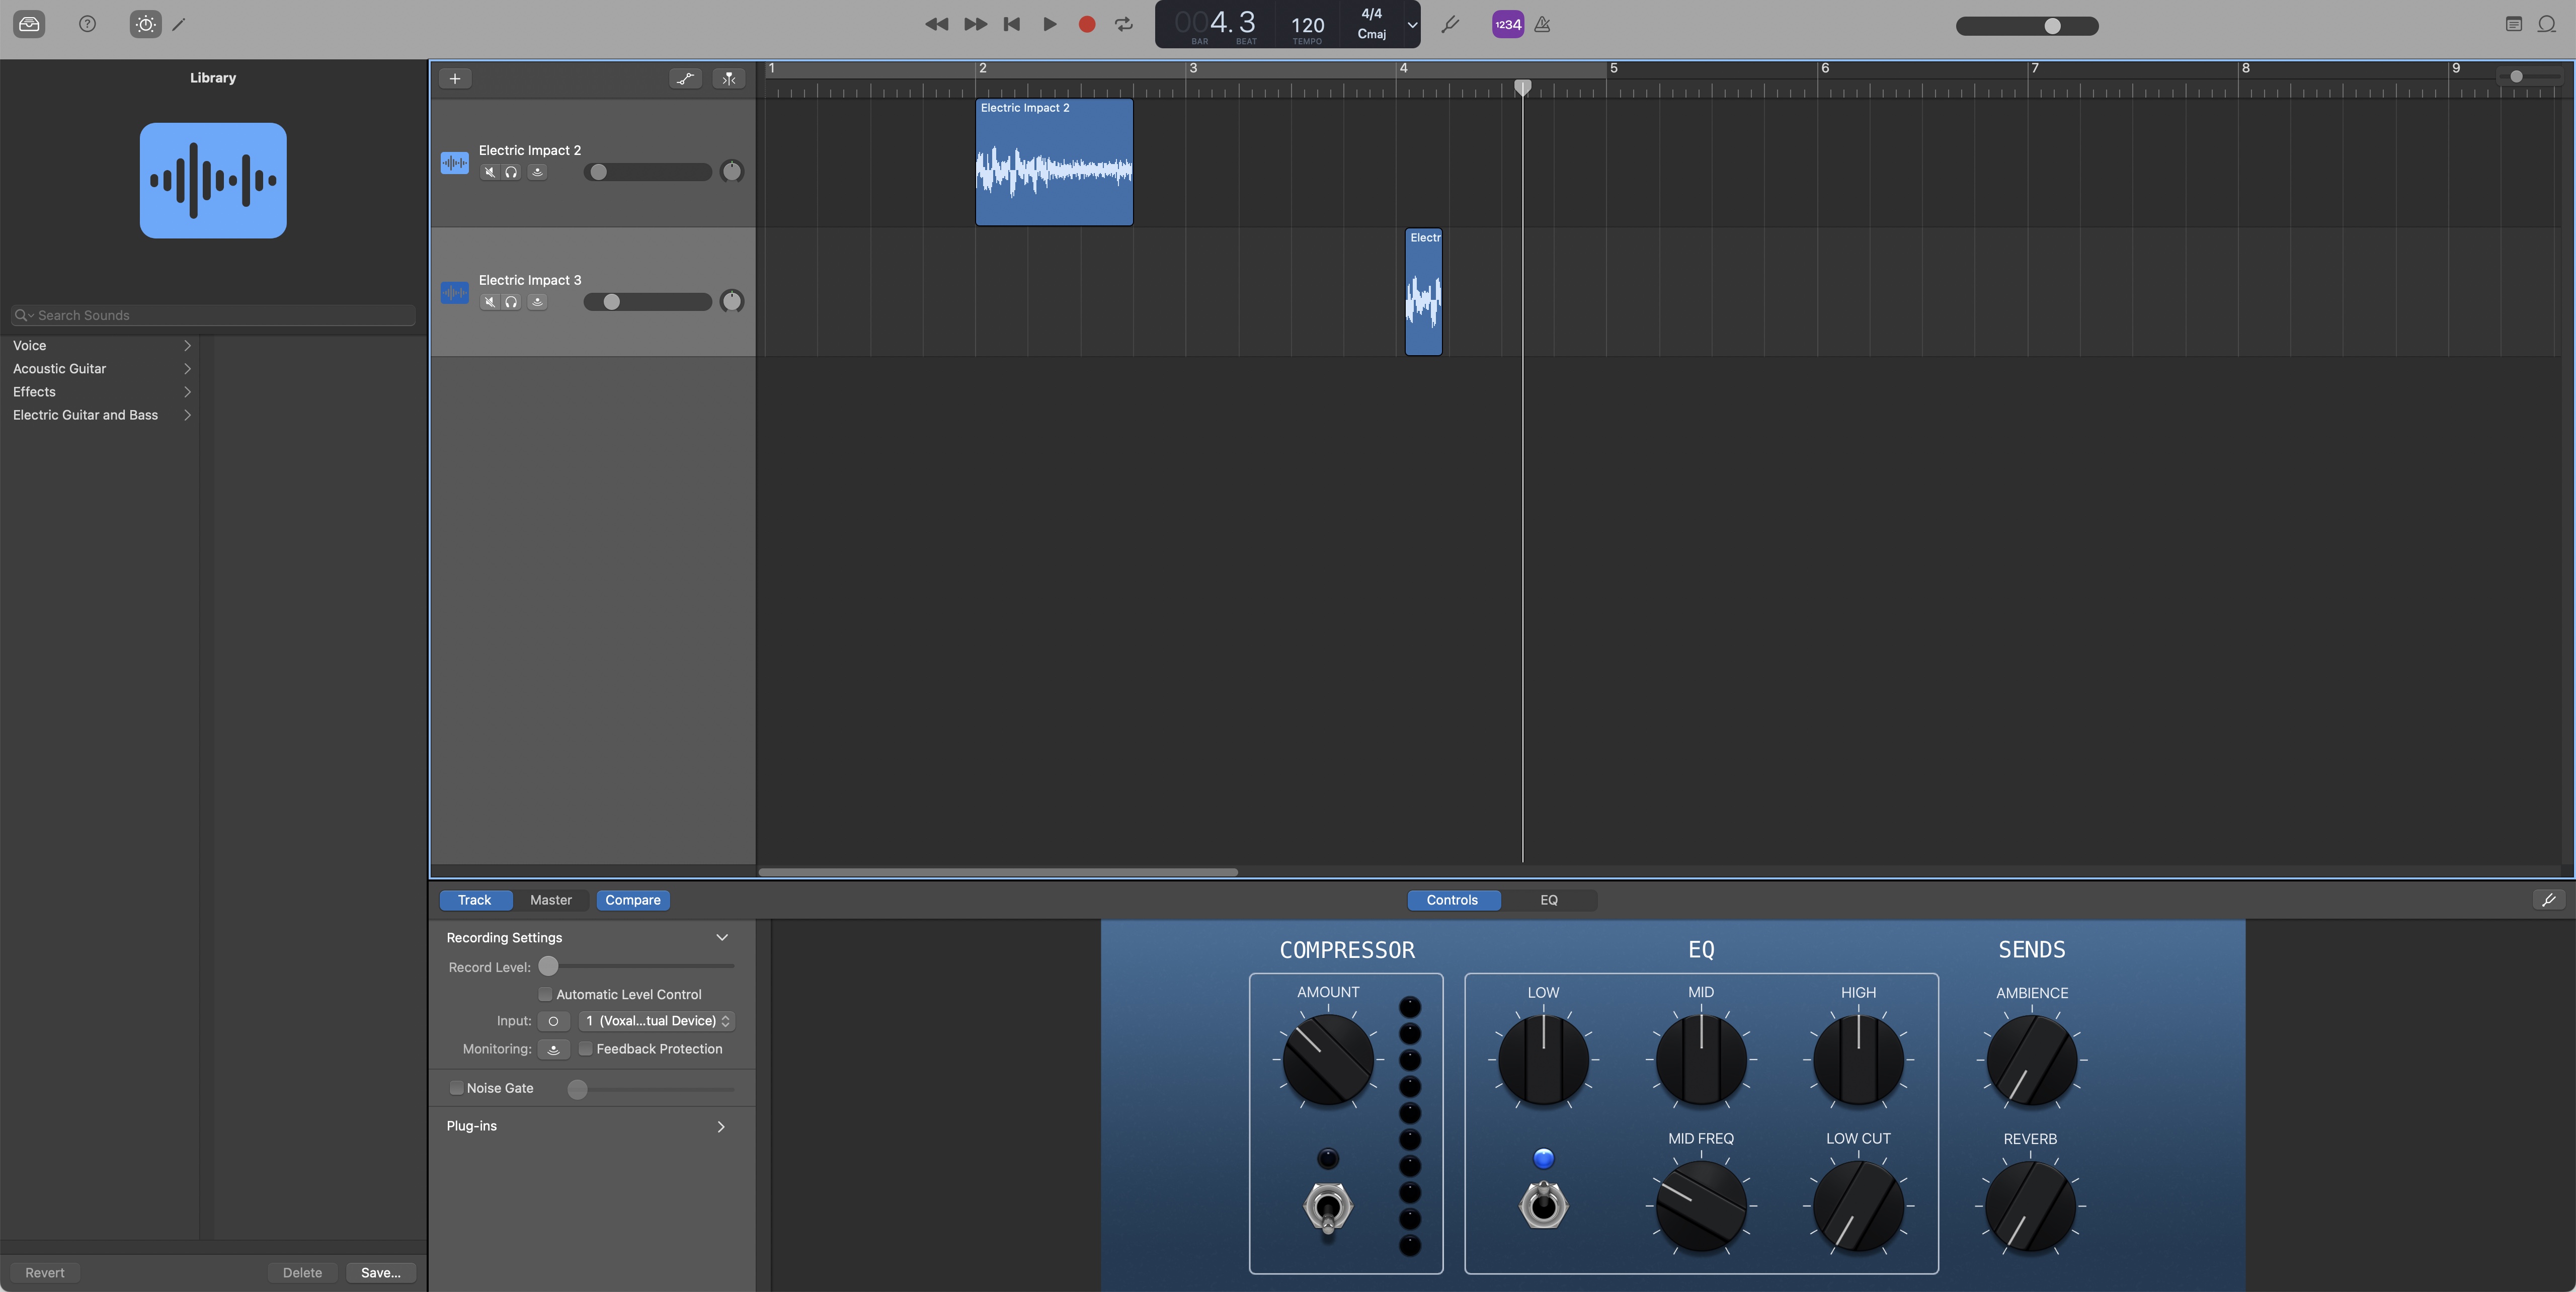 004.3
BAR
BEAT
120
TEMPO
4/4
Cmaj
1234
Library
Search Sounds
Voice
Acoustic Guitar
Effects
Electric Guitar and Bass
Revert
Delete
Save...
1
2
3
4
5
6
7
8
9
Electric Impact 2
Electric Impact 2
Electric Impact 3
Electr
Track
Master
Compare
Controls
EQ
Recording Settings
Record Level:
Automatic Level Control
Input:
1 (Voxal...tual Device)
Monitoring:
Feedback Protection
Noise Gate
Plug-ins
COMPRESSOR
EQ
SENDS
AMOUNT
LOW
MID
HIGH
AMBIENCE
MID FREQ
LOW CUT
REVERB